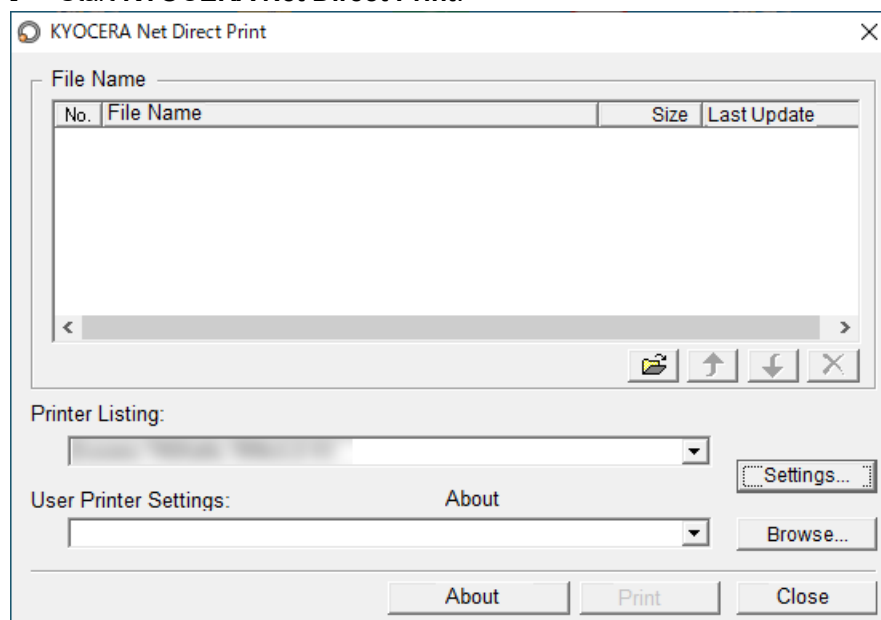 KYOCERA Net Direct Print
File Name
No. File Name Size Last Update
Printer Listing:
Settings...
User Printer Settings: About
Browse...
About Print Close